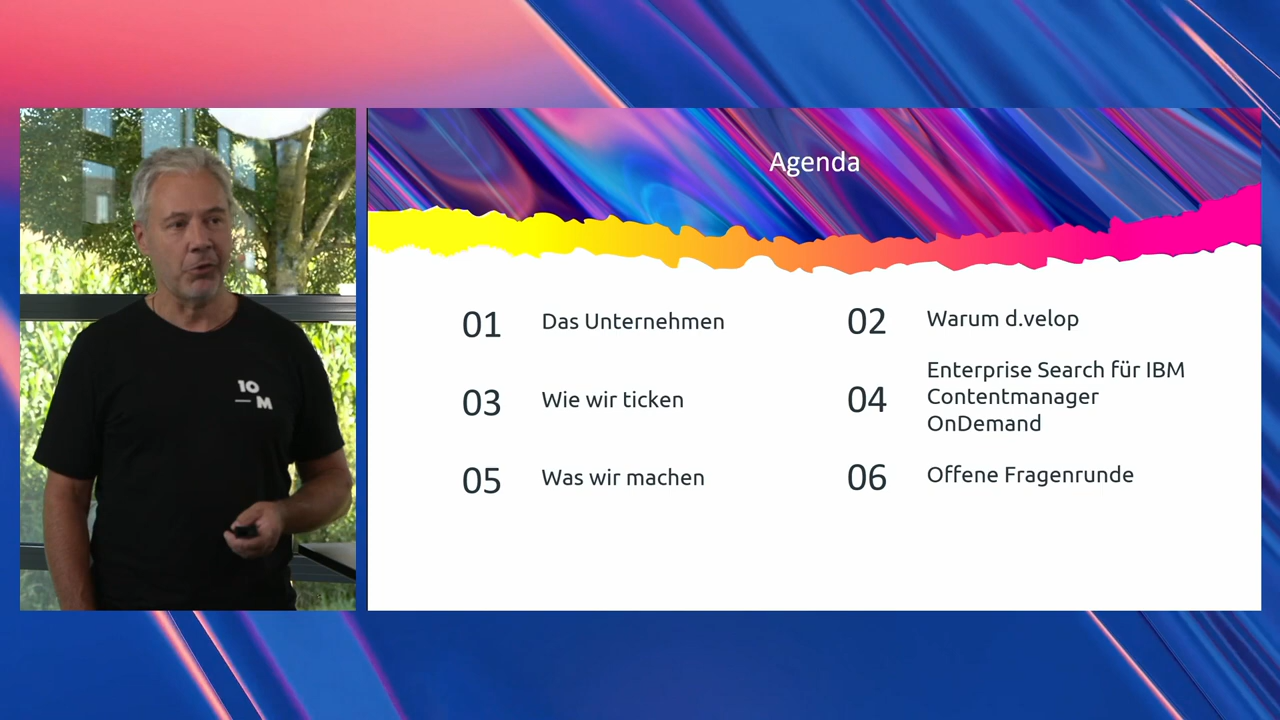 Agenda
01 Das Unternehmen
02 Warum d.velop
03 Wie wir ticken
04 Enterprise Search für IBM
Contentmanager
OnDemand
05 Was wir machen
06 Offene Fragenrunde
10
— M